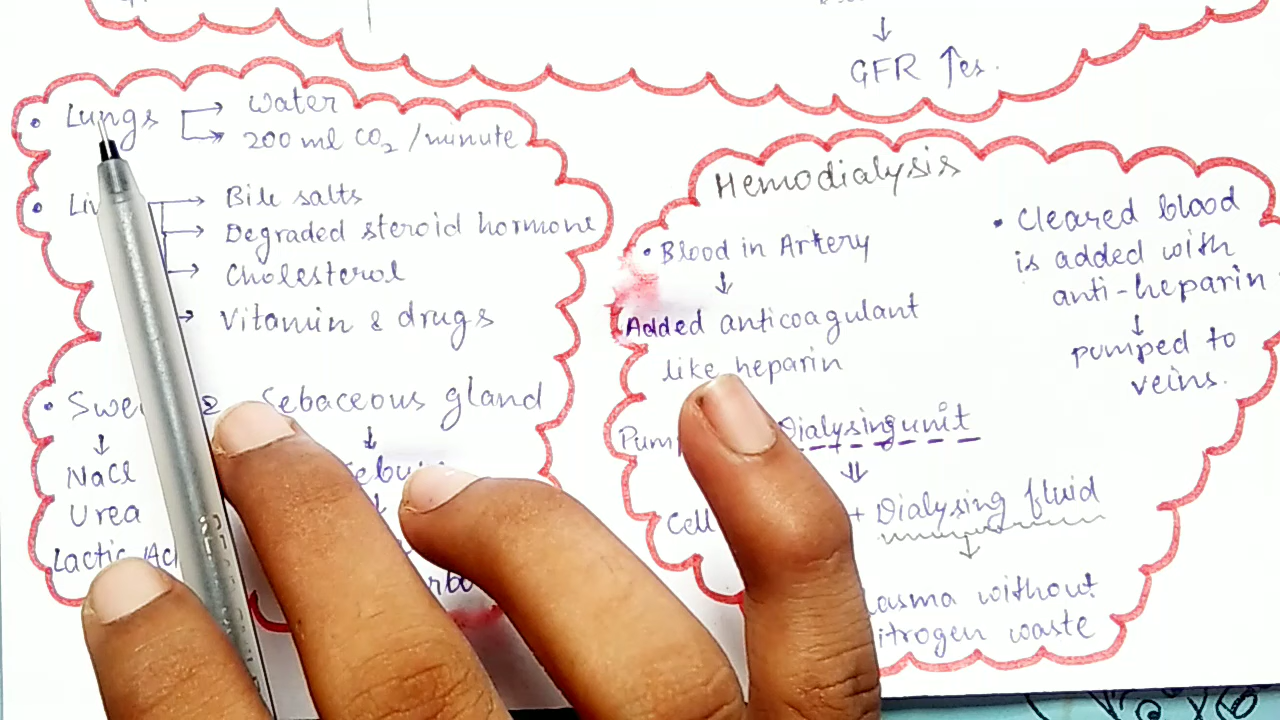 GFR ↑es.
• Lungs → water
→ 200 ml CO₂ /minute
→ Bile salts
→ Degraded steroid hormone
→ Cholesterol
→ Vitamin & drugs
• & Sebaceous gland
↓ ↓
NaCl
Urea
Lactic
Hemodialysis
• Blood in Artery
↓
Added anticoagulant
like heparin
Dialysing unit
⇓
Cell + Dialysing fluid
↓
without
waste
• Cleared blood
is added with
anti-heparin
↓
pumped to
veins.